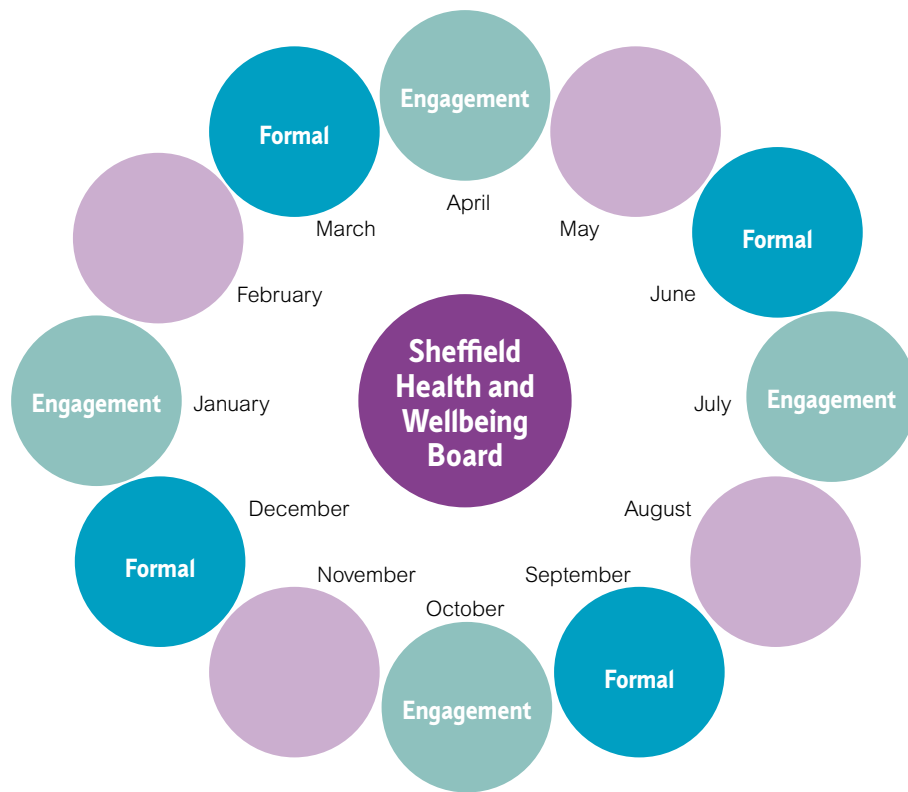 Engagement
Formal
April
March
May
Formal
February
June
Sheffield
Health and
Wellbeing
Board
Engagement
January
July
Engagement
December
August
Formal
November
September
October
Formal
Engagement